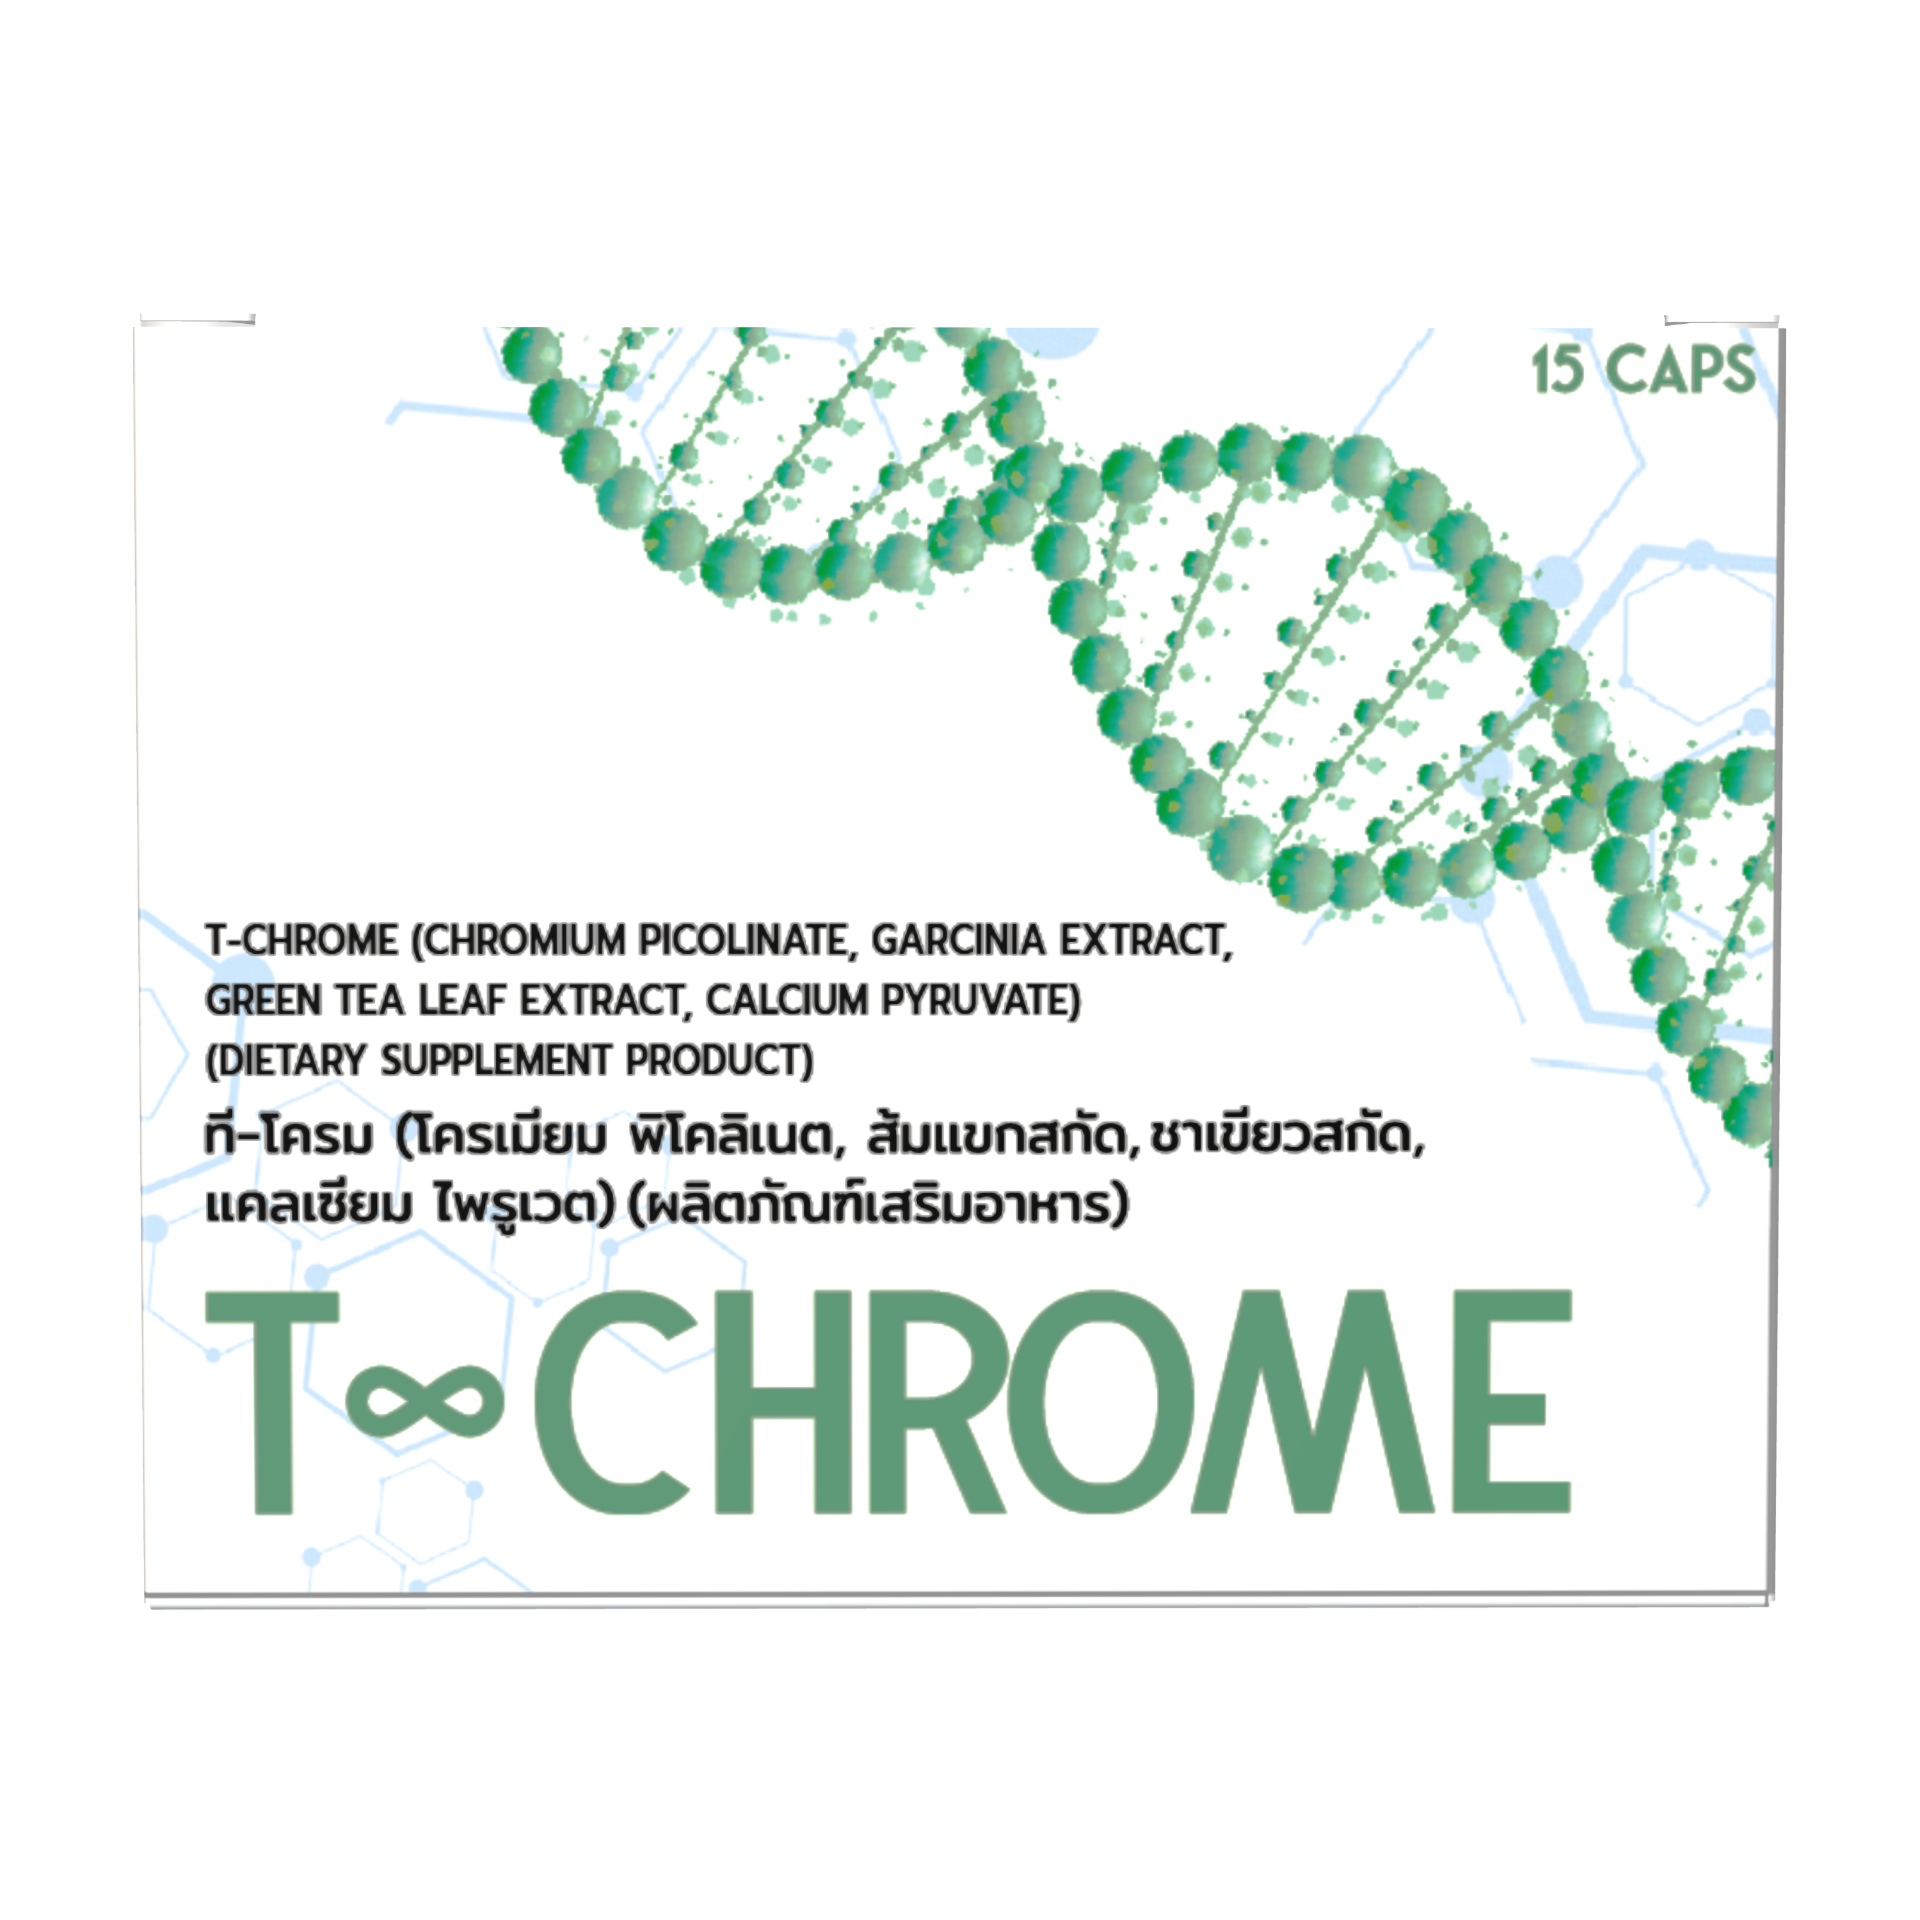 15 CAPS
T-CHROME (CHROMIUM PICOLINATE, GARCINIA EXTRACT,
GREEN TEA LEAF EXTRACT, CALCIUM PYRUVATE)
(DIETARY SUPPLEMENT PRODUCT)
ที-โครม (โครเมียม พิโคลิเนต, ส้มแขกสกัด, ชาเขียวสกัด,
แคลเซียม ไพรูเวต) (ผลิตภัณฑ์เสริมอาหาร)
T∞CHROME